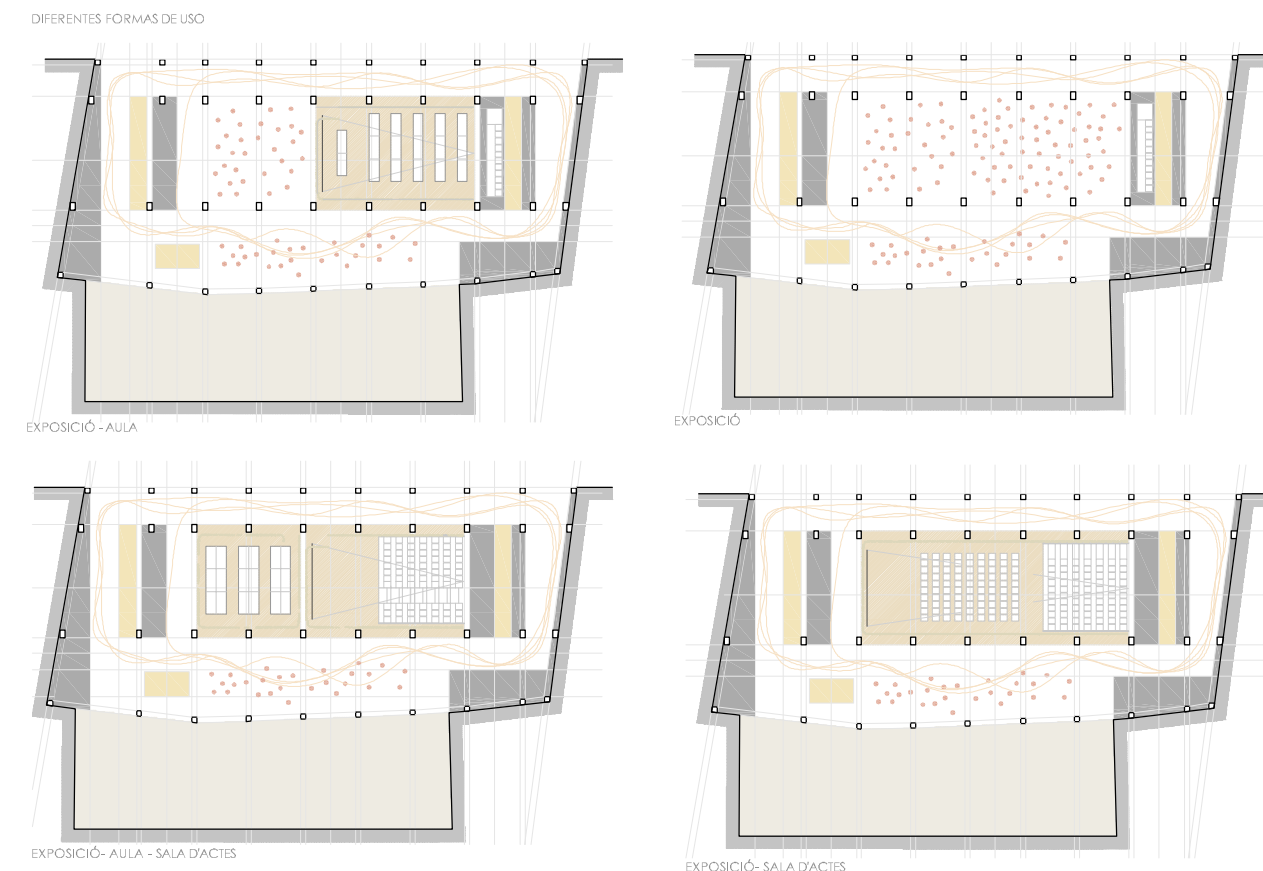 DIFERENTES FORMAS DE USO
EXPOSICIÓ - AULA
EXPOSICIÓ
EXPOSICIÓ- AULA - SALA D'ACTES
EXPOSICIÓ- SALA D'ACTES